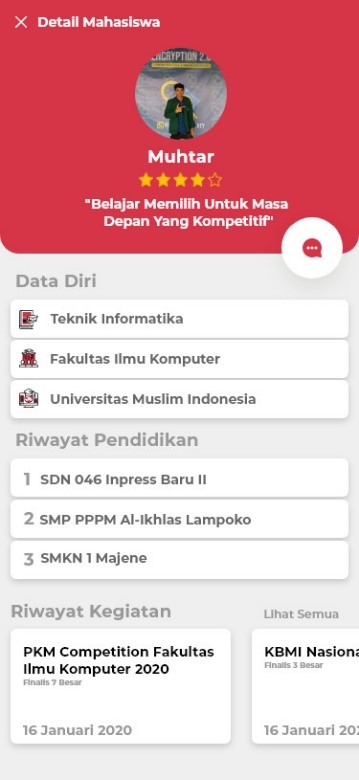 Detail Mahasiswa
ENCRYPTION 2.0
Muhtar
"Belajar Memilih Untuk Masa
Depan Yang Kompetitif"
Data Diri
Teknik Informatika
Fakultas Ilmu Komputer
Universitas Muslim Indonesia
Riwayat Pendidikan
1 SDN 046 Inpress Baru II
2 SMP PPPM Al-Ikhlas Lampoko
3 SMKN 1 Majene
Riwayat Kegiatan
Lihat Semua
PKM Competition Fakultas
Ilmu Komputer 2020
Finalis 7 Besar
16 Januari 2020
KBMI Nasiona
Finalis 3 Besar
16 Januari 202